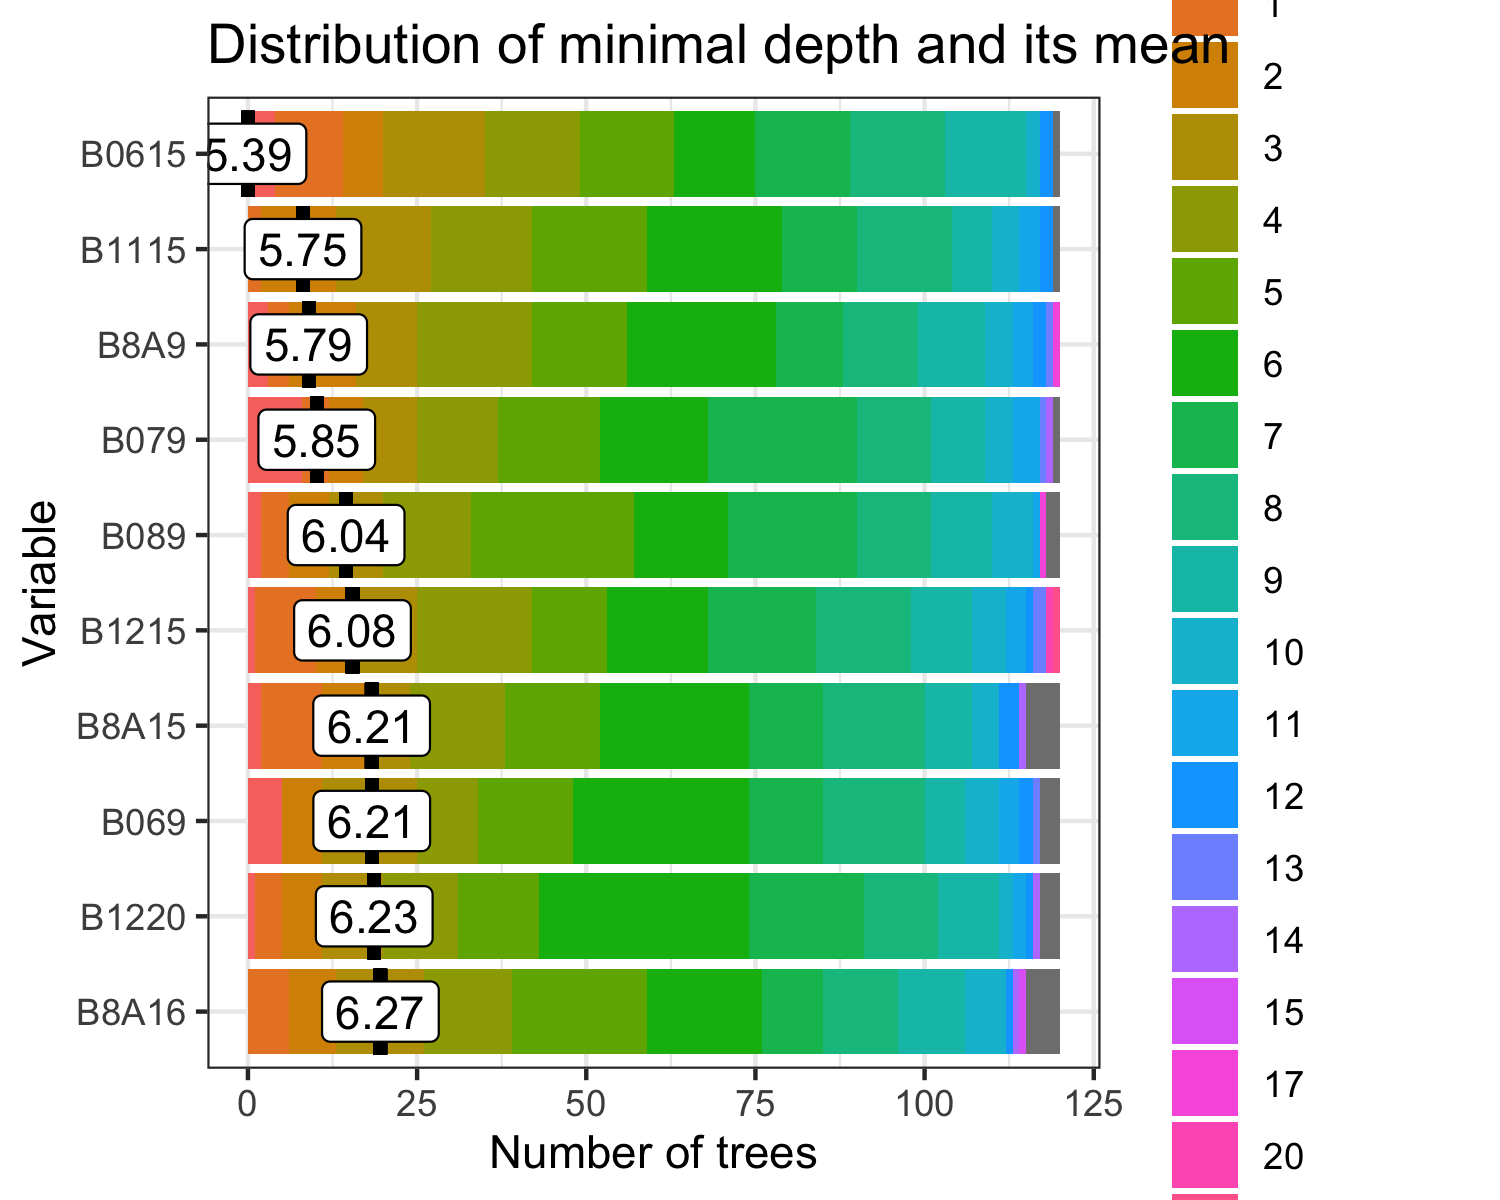 Distribution of minimal depth and its mean
B0615
5.39
B1115
5.75
B8A9
5.79
B079
5.85
B089
6.04
B1215
6.08
B8A15
6.21
B069
6.21
B1220
6.23
B8A16
6.27
Variable
0 25 50 75 100 125
Number of trees
1
2
3
4
5
6
7
8
9
10
11
12
13
14
15
17
20